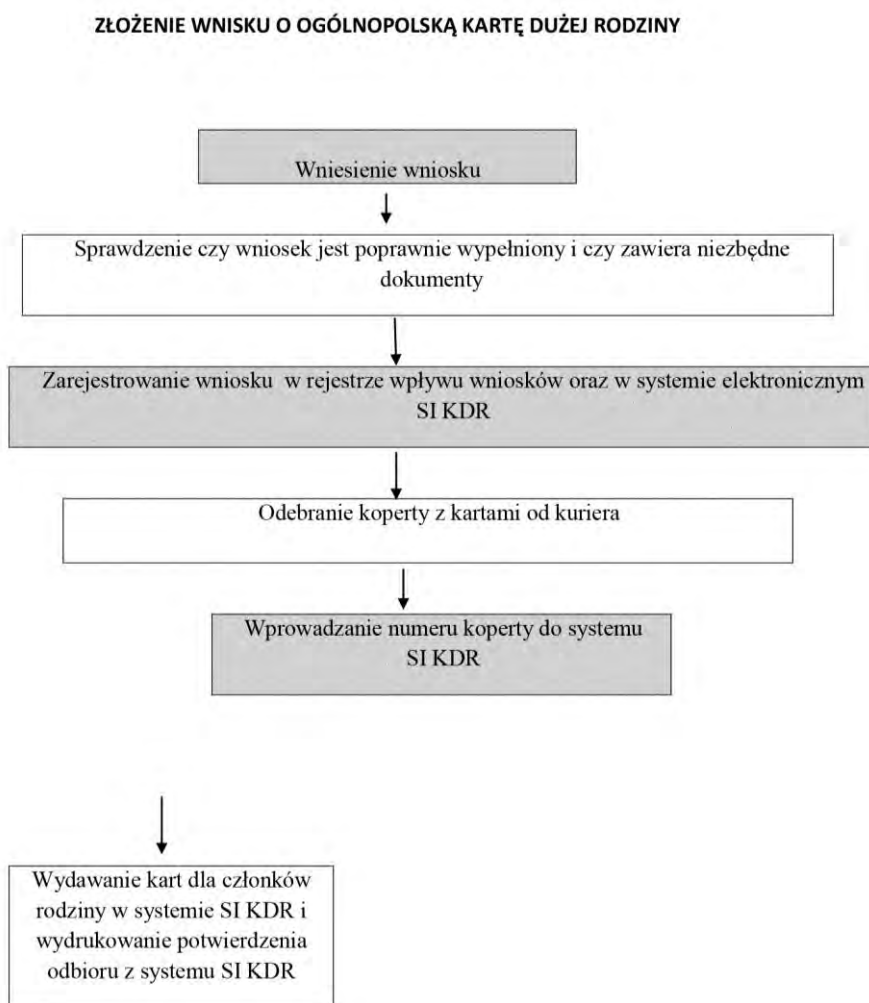 ZŁOŻENIE WNISKU O OGÓLNOPOLSKĄ KARTĘ DUŻEJ RODZINY
Wniesienie wniosku
Sprawdzenie czy wniosek jest poprawnie wypełniony i czy zawiera niezbędne
dokumenty
Zarejestrowanie wniosku w rejestrze wpływu wniosków oraz w systemie elektronicznym
SI KDR
Odebranie koperty z kartami od kuriera
Wprowadzanie numeru koperty do systemu
SI KDR
Wydawanie kart dla członków
rodziny w systemie SI KDR i
wydrukowanie potwierdzenia
odbioru z systemu SI KDR